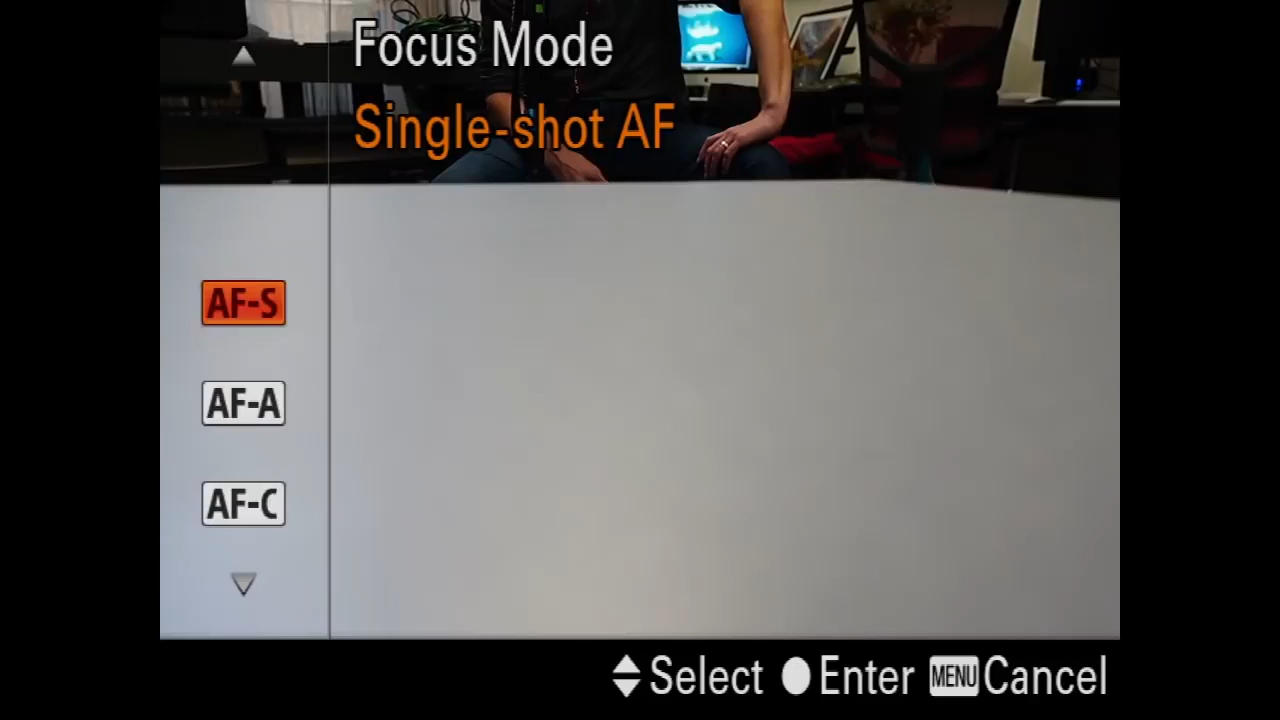 Focus Mode
Single-shot AF
AF-S
AF-A
AF-C
Select Enter MENU Cancel